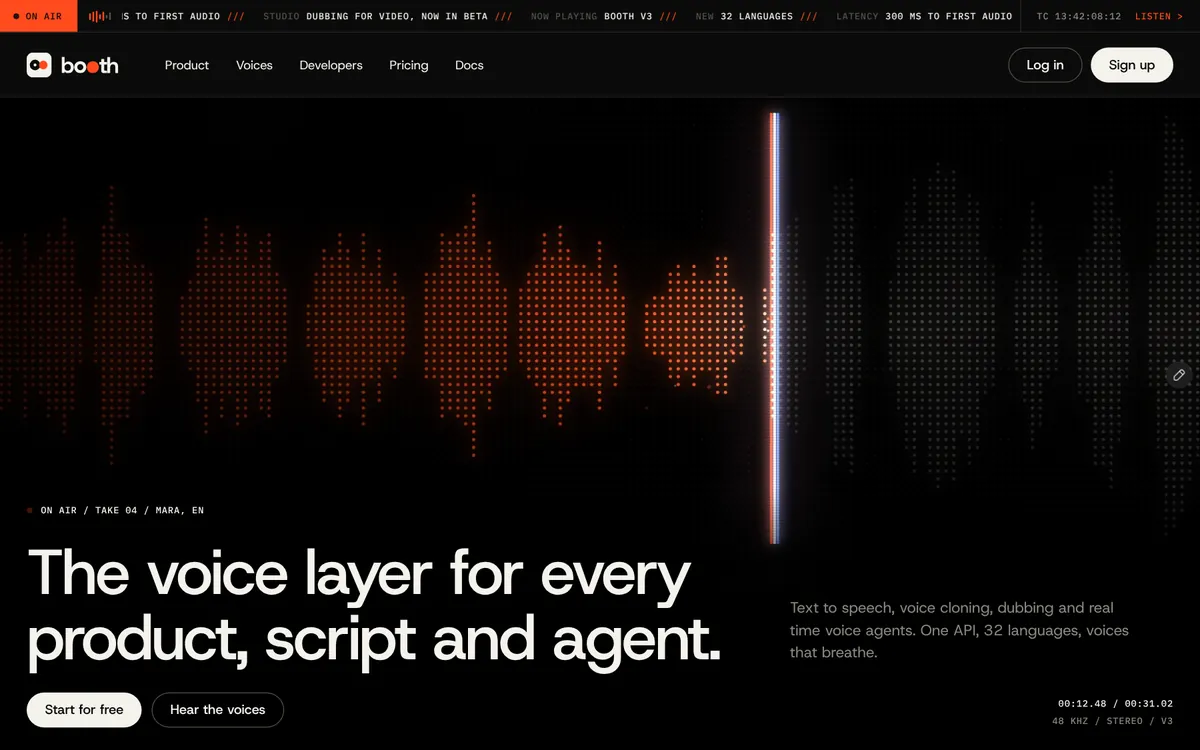 ON AIR
S TO FIRST AUDIO /// STUDIO DUBBING FOR VIDEO, NOW IN BETA /// NOW PLAYING BOOTH V3 /// NEW 32 LANGUAGES /// LATENCY 300 MS TO FIRST AUDIO
TC 13:42:08:12 LISTEN >
booth
Product Voices Developers Pricing Docs
Log in Sign up
ON AIR / TAKE 04 / MARA, EN
The voice layer for every
product, script and agent.
Text to speech, voice cloning, dubbing and real
time voice agents. One API, 32 languages, voices
that breathe.
Start for free Hear the voices
00:12.48 / 00:31.02
48 KHZ / STEREO / V3